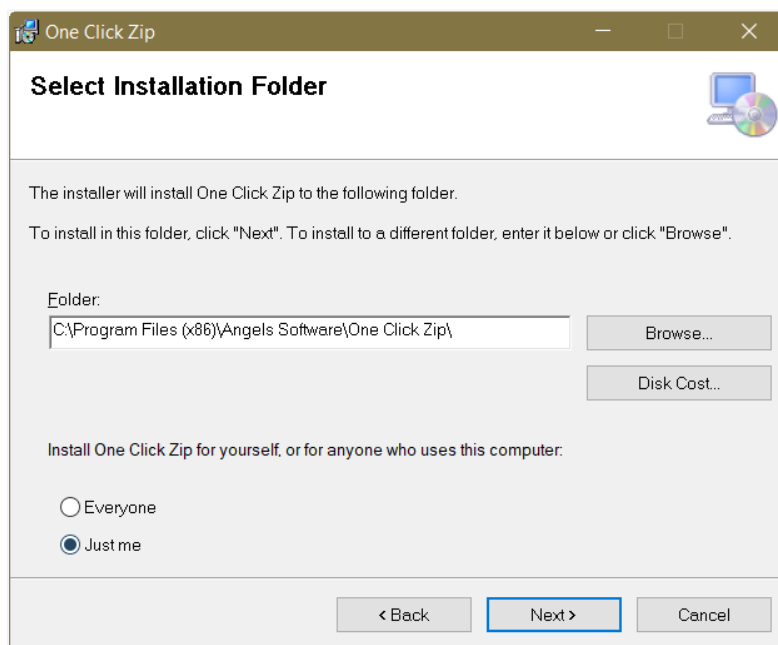 One Click Zip
Select Installation Folder
The installer will install One Click Zip to the following folder.
To install in this folder, click "Next". To install to a different folder, enter it below or click "Browse".
Folder:
C:\Program Files (x86)\Angels Software\One Click Zip\
Browse...
Disk Cost...
Install One Click Zip for yourself, or for anyone who uses this computer:
Everyone
Just me
< Back Next > Cancel